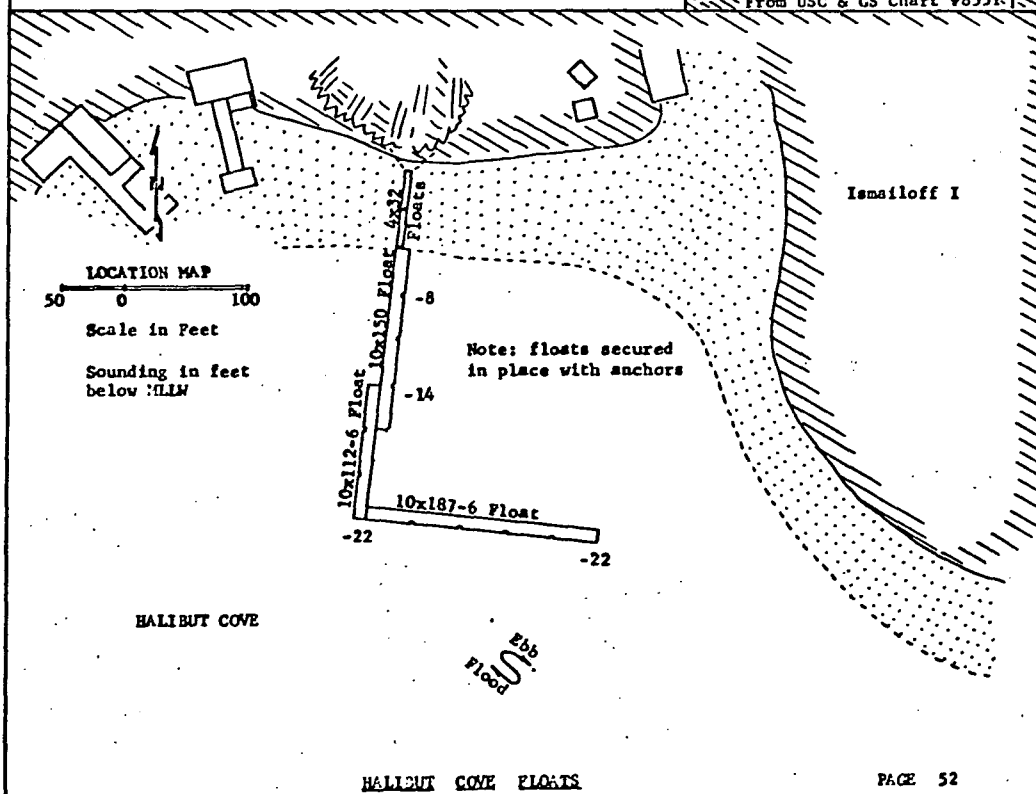 From USC & GS Chart
Ismailoff I
4x32
Floats
LOCATION MAP
50 0 100
Scale in Feet
Sounding in feet
below MLLW
10x150 Float
-8
Note: floats secured
in place with anchors
-14
10x112-6 Float
10x187-6 Float
-22
-22
HALIBUT COVE
Ebb
Flood
HALIBUT COVE FLOATS
PAGE 52